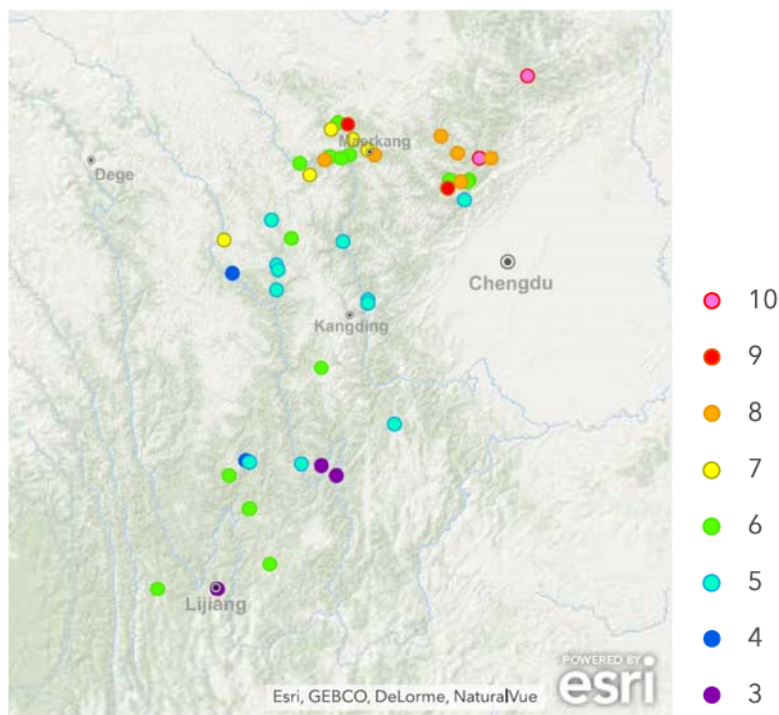 Maerkang
Dege
Chengdu
Kangding
Lijiang
10
9
8
7
6
5
4
3
POWERED BY
esri
Esri, GEBCO, DeLorme, NaturalVue